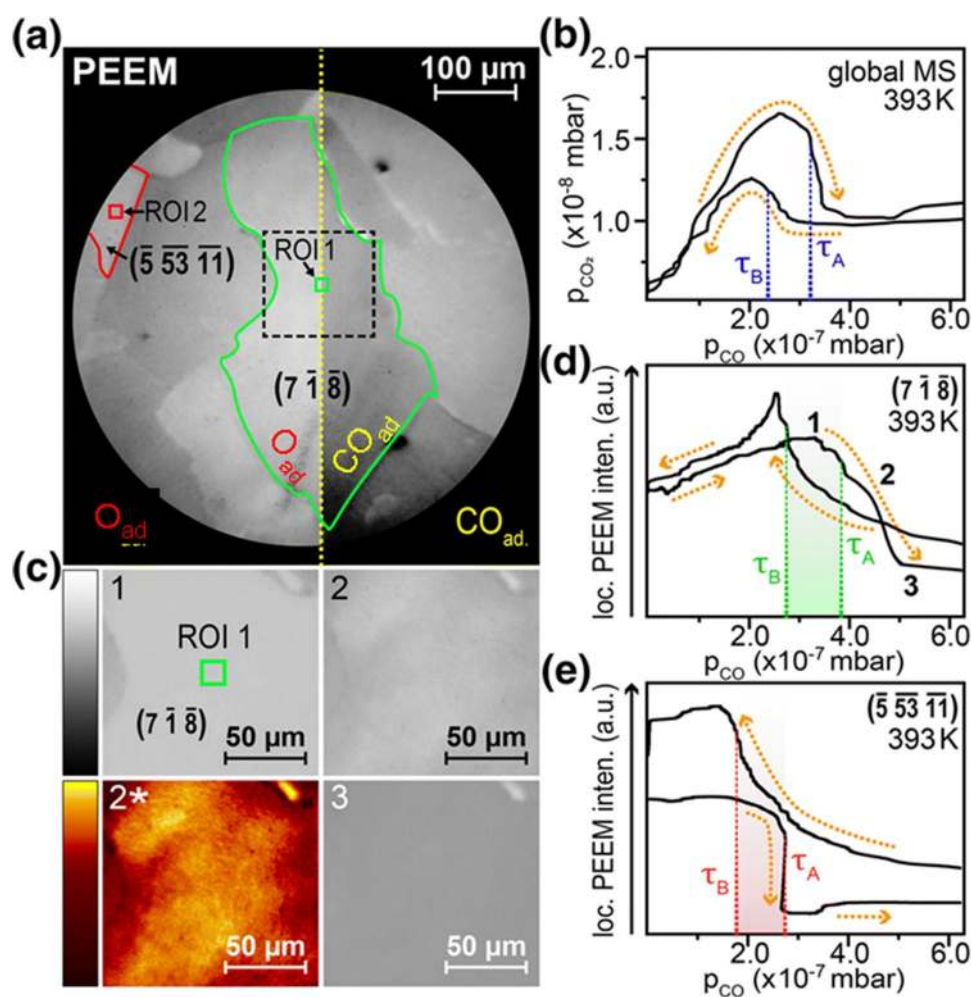 (a)
PEEM
100 μm
ROI 2
(5̅ 5̅3̅ 1̅1̅)
ROI 1
(7 1̅ 8̅)
O_ad
CO_ad
O_ad
CO_ad.
(b)
2.0
1.5
1.0
p_CO₂ (x10⁻⁸ mbar)
global MS
393 K
τ_B
τ_A
2.0
4.0
6.0
p_CO (x10⁻⁷ mbar)
(c)
1
ROI 1
(7 1̅ 8̅)
50 μm
2
50 μm
2*
50 μm
3
50 μm
(d)
loc. PEEM inten. (a.u.)
(7 1̅ 8̅)
393 K
1
2
3
τ_B
τ_A
2.0
4.0
6.0
p_CO (x10⁻⁷ mbar)
(e)
loc. PEEM inten. (a.u.)
(5̅ 5̅3̅ 1̅1̅)
393 K
τ_B
τ_A
2.0
4.0
6.0
p_CO (x10⁻⁷ mbar)